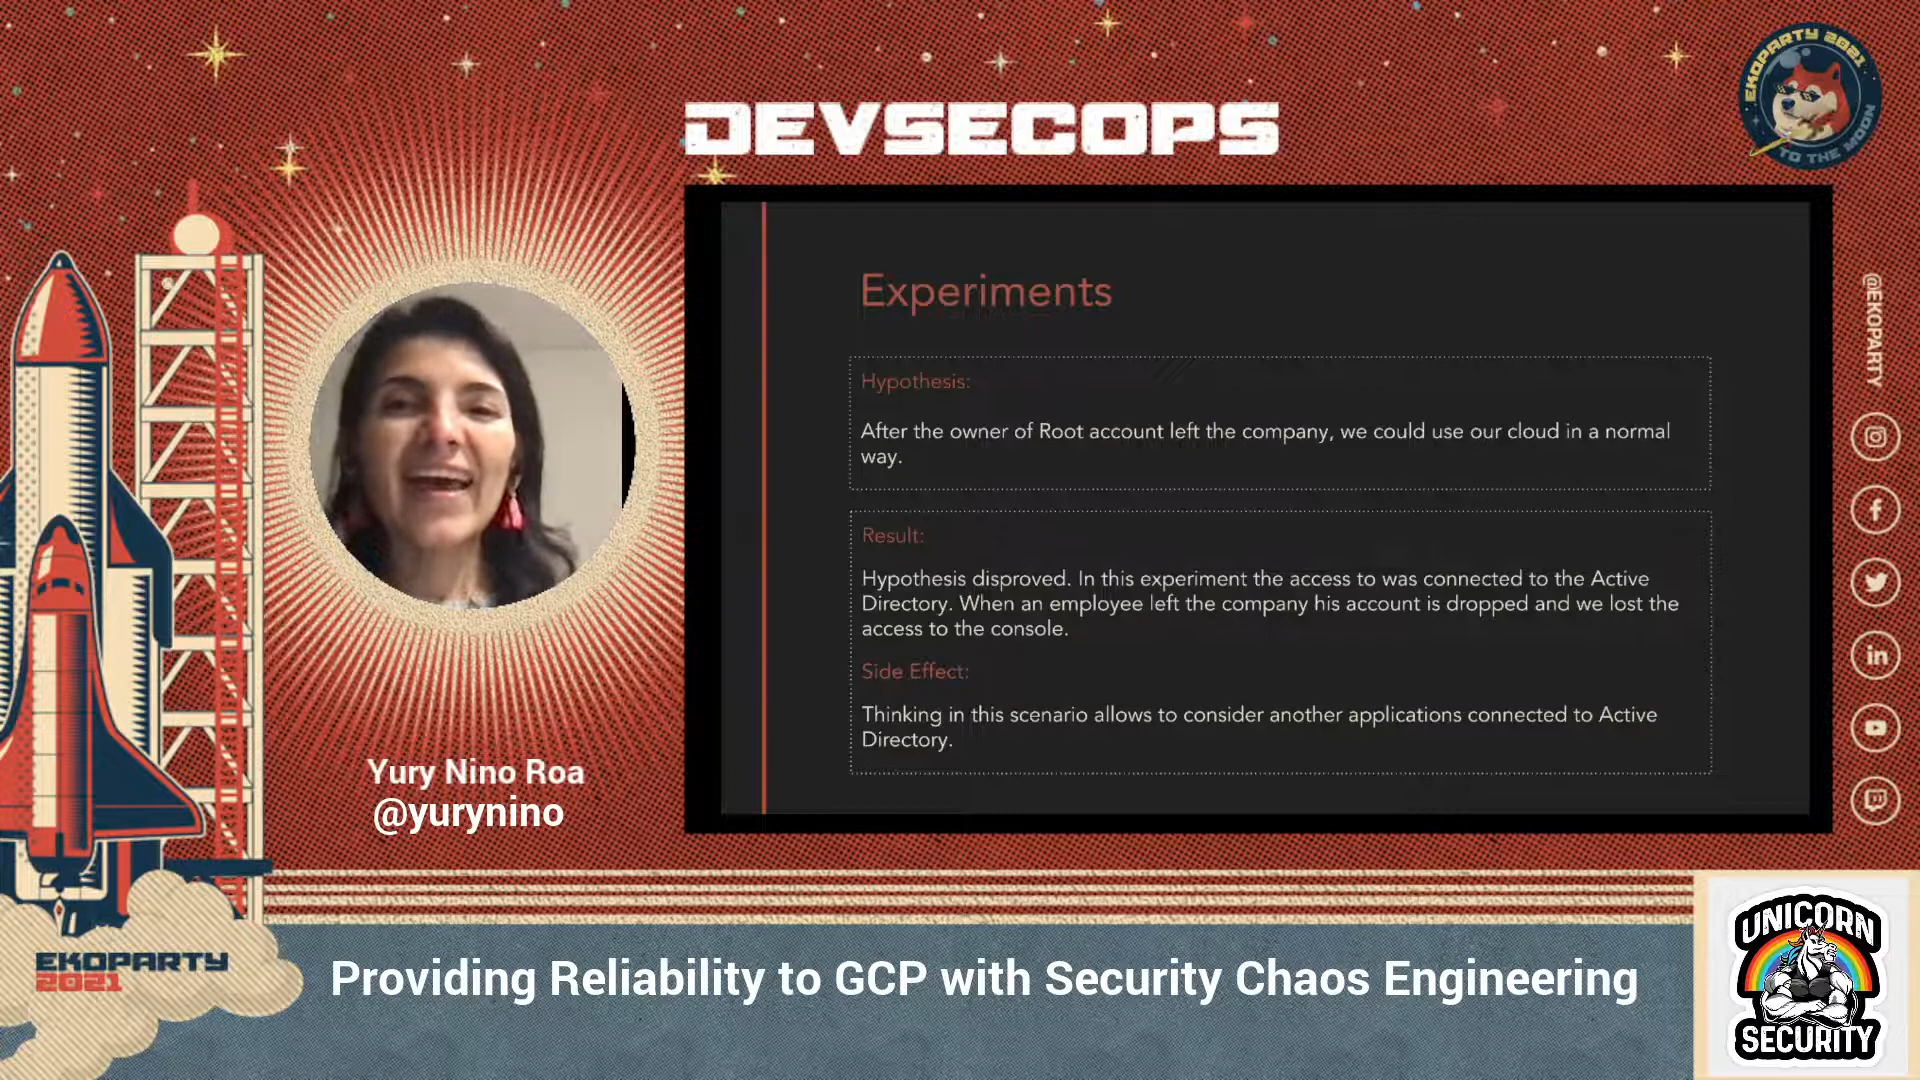 DEVSECOPS
EKOPARTY 2021
TO THE MOON
Experiments
Hypothesis:
After the owner of Root account left the company, we could use our cloud in a normal
way.
Result:
Hypothesis disproved. In this experiment the access to was connected to the Active
Directory. When an employee left the company his account is dropped and we lost the
access to the console.
Side Effect:
Thinking in this scenario allows to consider another applications connected to Active
Directory.
@EKOPARTY
Yury Nino Roa
@yurynino
EKOPARTY
2021
Providing Reliability to GCP with Security Chaos Engineering
UNICORN
SECURITY